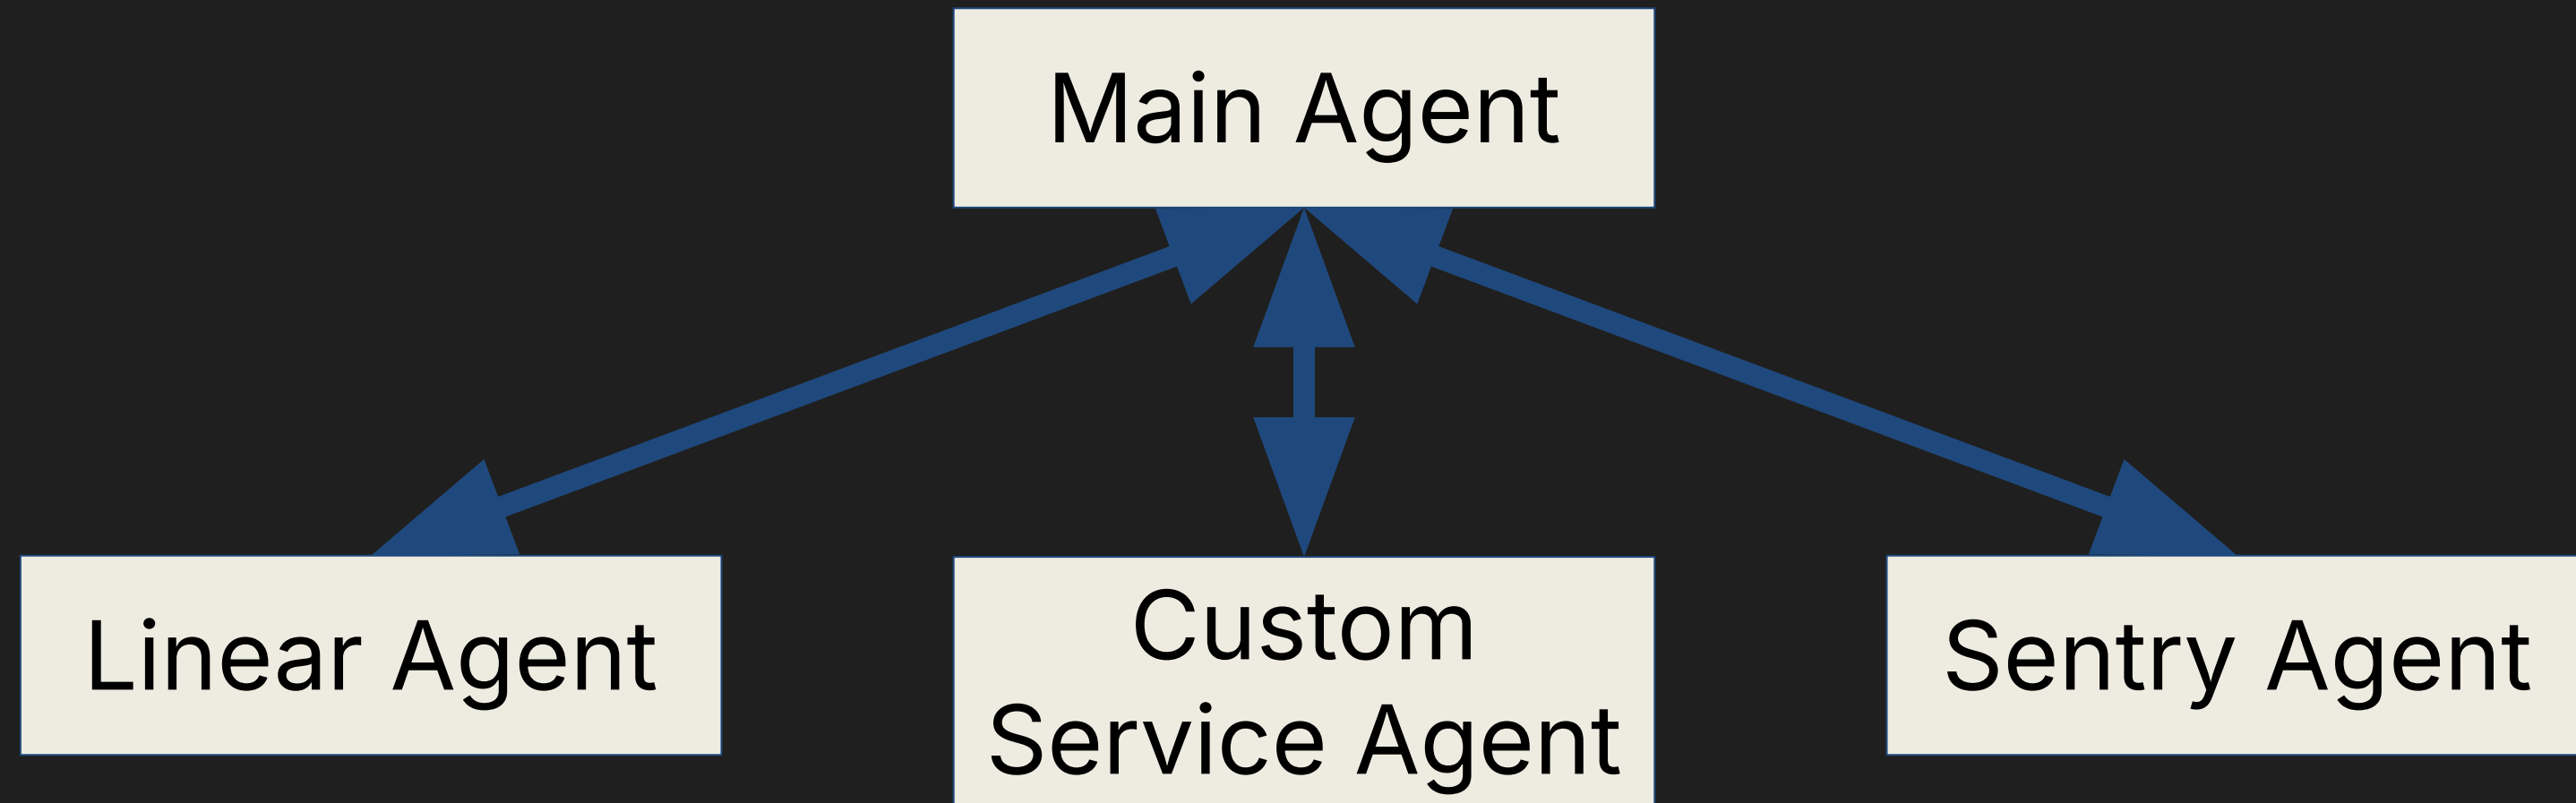 Main Agent
Linear Agent
Custom
Service Agent
Sentry Agent